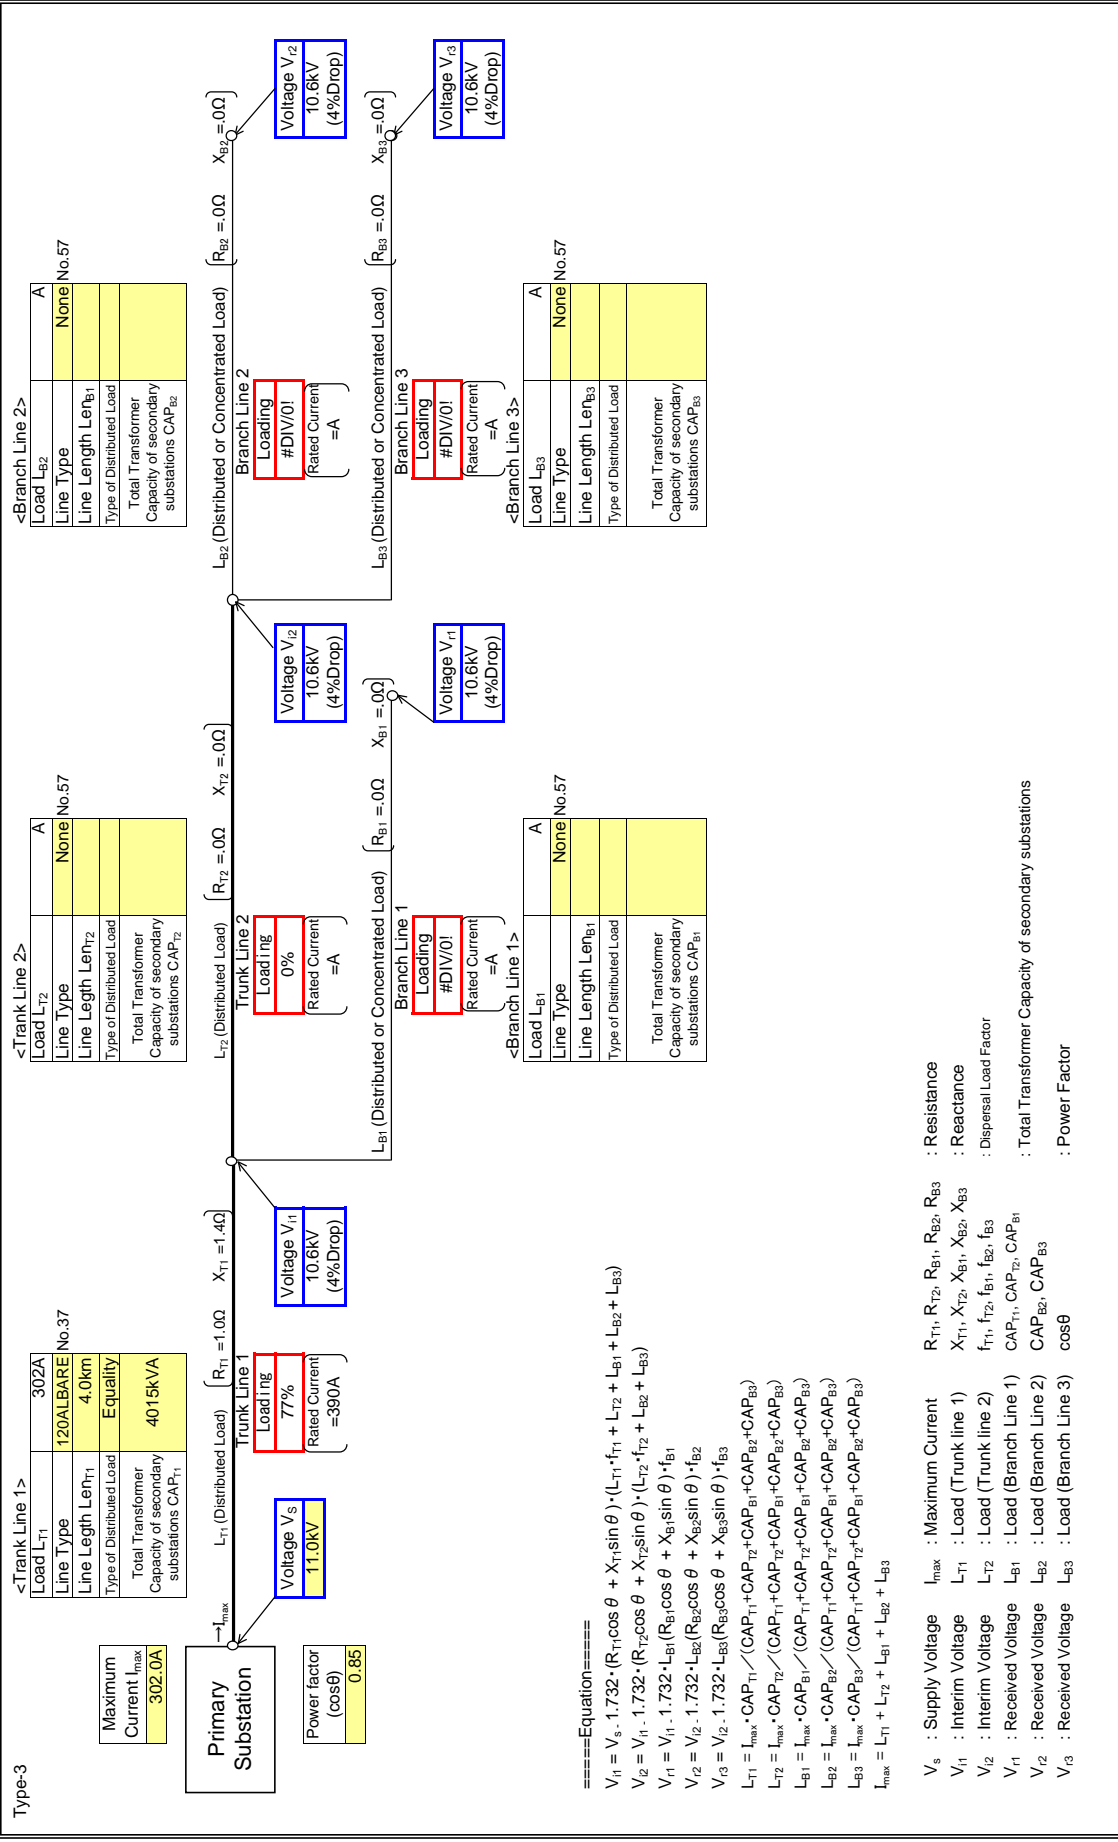 Type-3
Maximum
Current Imax
302.0A
Primary
Substation
Power factor
(cosθ)
0.85
→Imax
Voltage VS
11.0kV
<Trank Line 1>
Load LT1 302A
Line Type 120ALBARE No.37
Line Legth LenT1 4.0km
Type of Distributed Load Equality
Total Transformer
Capacity of secondary
substations CAPT1
4015kVA
LT1 (Distributed Load) RT1 =1.0Ω XT1 =1.4Ω
Trunk Line 1
Loading
77%
Rated Current
=390A
Voltage Vi1
10.6kV
(4%Drop)
<Trank Line 2>
Load LT2 A
Line Type None No.57
Line Legth LenT2
Type of Distributed Load
Total Transformer
Capacity of secondary
substations CAPT2
LT2 (Distributed Load) RT2 =.0Ω XT2 =.0Ω
Trunk Line 2
Loading
0%
Rated Current
=A
Voltage Vi2
10.6kV
(4%Drop)
LB1 (Distributed or Concentrated Load) RB1 =.0Ω XB1 =.0Ω
Branch Line 1
Loading
#DIV/0!
Rated Current
=A
Voltage Vr1
10.6kV
(4%Drop)
<Branch Line 1>
Load LB1 A
Line Type None No.57
Line Length LenB1
Type of Distributed Load
Total Transformer
Capacity of secondary
substations CAPB1
<Branch Line 2>
Load LB2 A
Line Type None No.57
Line Length LenB1
Type of Distributed Load
Total Transformer
Capacity of secondary
substations CAPB2
LB2 (Distributed or Concentrated Load) RB2 =.0Ω XB2 =.0Ω
Branch Line 2
Loading
#DIV/0!
Rated Current
=A
Voltage Vr2
10.6kV
(4%Drop)
LB3 (Distributed or Concentrated Load) RB3 =.0Ω XB3 =.0Ω
Branch Line 3
Loading
#DIV/0!
Rated Current
=A
Voltage Vr3
10.6kV
(4%Drop)
<Branch Line 3>
Load LB3 A
Line Type None No.57
Line Length LenB3
Type of Distributed Load
Total Transformer
Capacity of secondary
substations CAPB3
=====Equation=====
Vi1 = Vs - 1.732・(RT1cos θ + XT1sin θ)・(LT1・fT1 + LT2 + LB1 + LB2 + LB3)
Vi2 = Vi1 - 1.732・(RT2cos θ + XT2sin θ)・(LT2・fT2 + LB2 + LB3)
Vr1 = Vi1 - 1.732・LB1(RB1cos θ + XB1sin θ)・fB1
Vr2 = Vi2 - 1.732・LB2(RB2cos θ + XB2sin θ)・fB2
Vr3 = Vi2 - 1.732・LB3(RB3cos θ + XB3sin θ)・fB3
LT1 = Imax・CAPT1／(CAPT1+CAPT2+CAPB1+CAPB2+CAPB3)
LT2 = Imax・CAPT2／(CAPT1+CAPT2+CAPB1+CAPB2+CAPB3)
LB1 = Imax・CAPB1／(CAPT1+CAPT2+CAPB1+CAPB2+CAPB3)
LB2 = Imax・CAPB2／(CAPT1+CAPT2+CAPB1+CAPB2+CAPB3)
LB3 = Imax・CAPB3／(CAPT1+CAPT2+CAPB1+CAPB2+CAPB3)
Imax = LT1 + LT2 + LB1 + LB2 + LB3
Vs : Supply Voltage Imax : Maximum Current RT1, RT2, RB1, RB2, RB3 : Resistance
Vi1 : Interim Voltage LT1 : Load (Trunk line 1) XT1, XT2, XB1, XB2, XB3 : Reactance
Vi2 : Interim Voltage LT2 : Load (Trunk line 2) fT1, fT2, fB1, fB2, fB3 : Dispersal Load Factor
Vr1 : Received Voltage LB1 : Load (Branch Line 1) CAPT1, CAPT2, CAPB1
Vr2 : Received Voltage LB2 : Load (Branch Line 2) CAPB2, CAPB3 : Total Transformer Capacity of secondary substations
Vr3 : Received Voltage LB3 : Load (Branch Line 3) cosθ : Power Factor